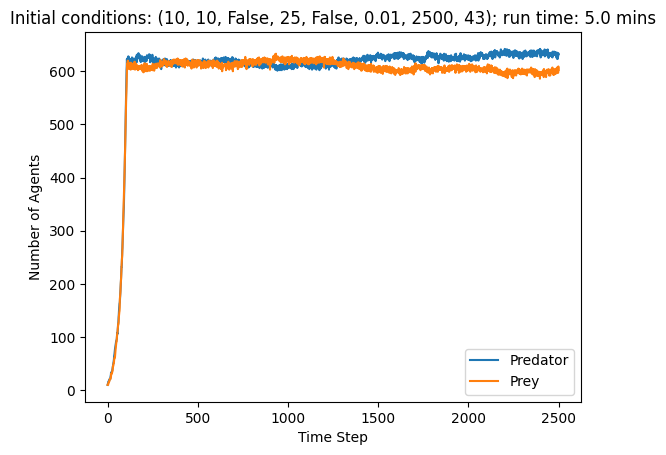 Initial conditions: (10, 10, False, 25, False, 0.01, 2500, 43); run time: 5.0 mins
600
500
400
300
200
100
0
Number of Agents
0 500 1000 1500 2000 2500
Time Step
Predator
Prey